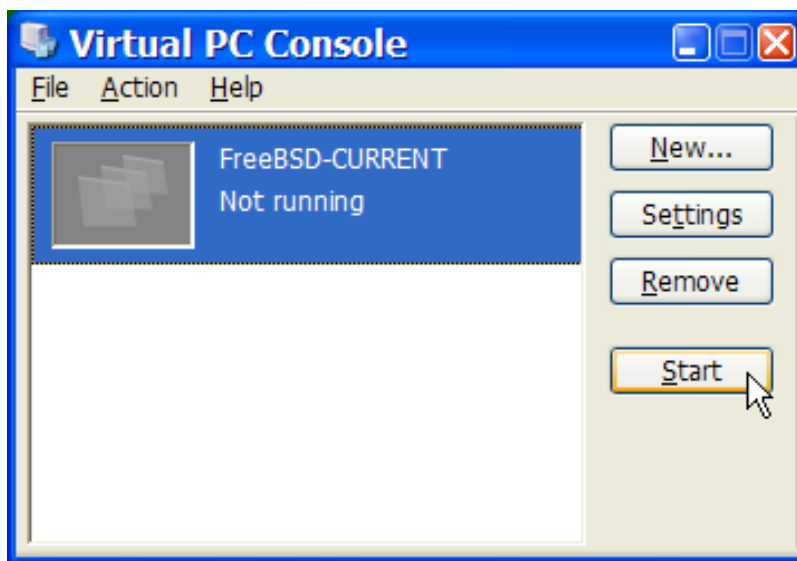 Virtual PC Console
File Action Help
FreeBSD-CURRENT
Not running
New...
Settings
Remove
Start